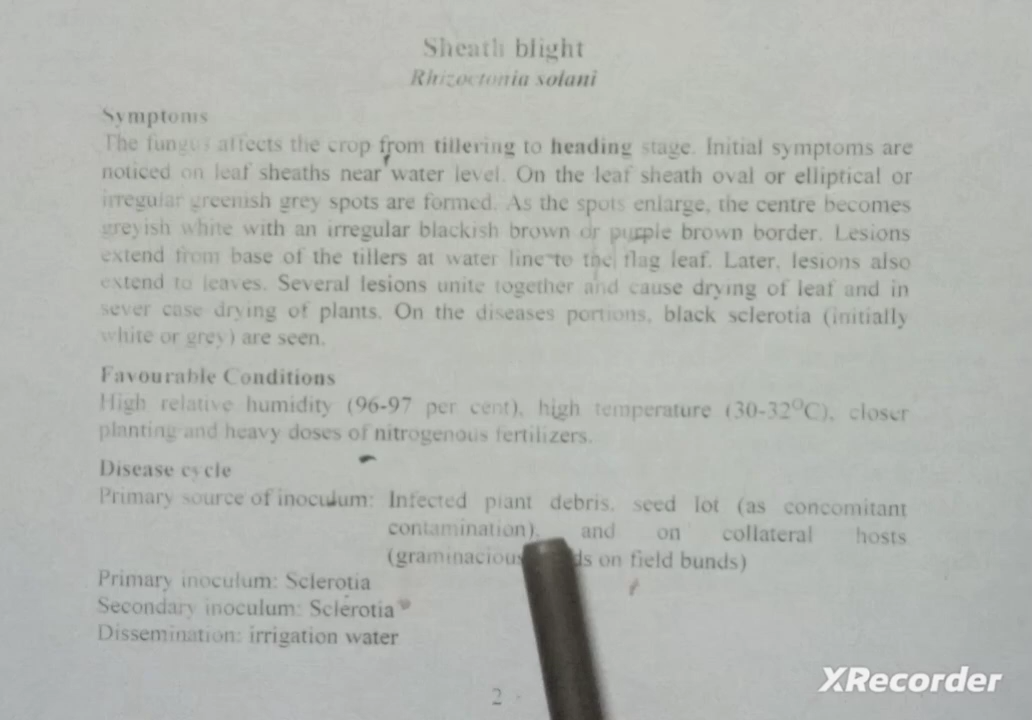 Sheath blight
Rhizoctonia solani
Symptoms
The fungus affects the crop from tillering to heading stage. Initial symptoms are
noticed on leaf sheaths near water level. On the leaf sheath oval or elliptical or
irregular greenish grey spots are formed. As the spots enlarge, the centre becomes
greyish white with an irregular blackish brown or purple brown border. Lesions
extend from base of the tillers at water line to the flag leaf. Later, lesions also
extend to leaves. Several lesions unite together and cause drying of leaf and in
sever case drying of plants. On the diseases portions, black sclerotia (initially
white or grey) are seen.
Favourable Conditions
High relative humidity (96-97 per cent), high temperature (30-32°C), closer
planting and heavy doses of nitrogenous fertilizers.
Disease cycle
Primary source of inoculum: Infected plant debris, seed lot (as concomitant
contamination), and on collateral hosts
(graminacious on field bunds)
Primary inoculum: Sclerotia
Secondary inoculum: Sclerotia
Dissemination: irrigation water
2
XRecorder